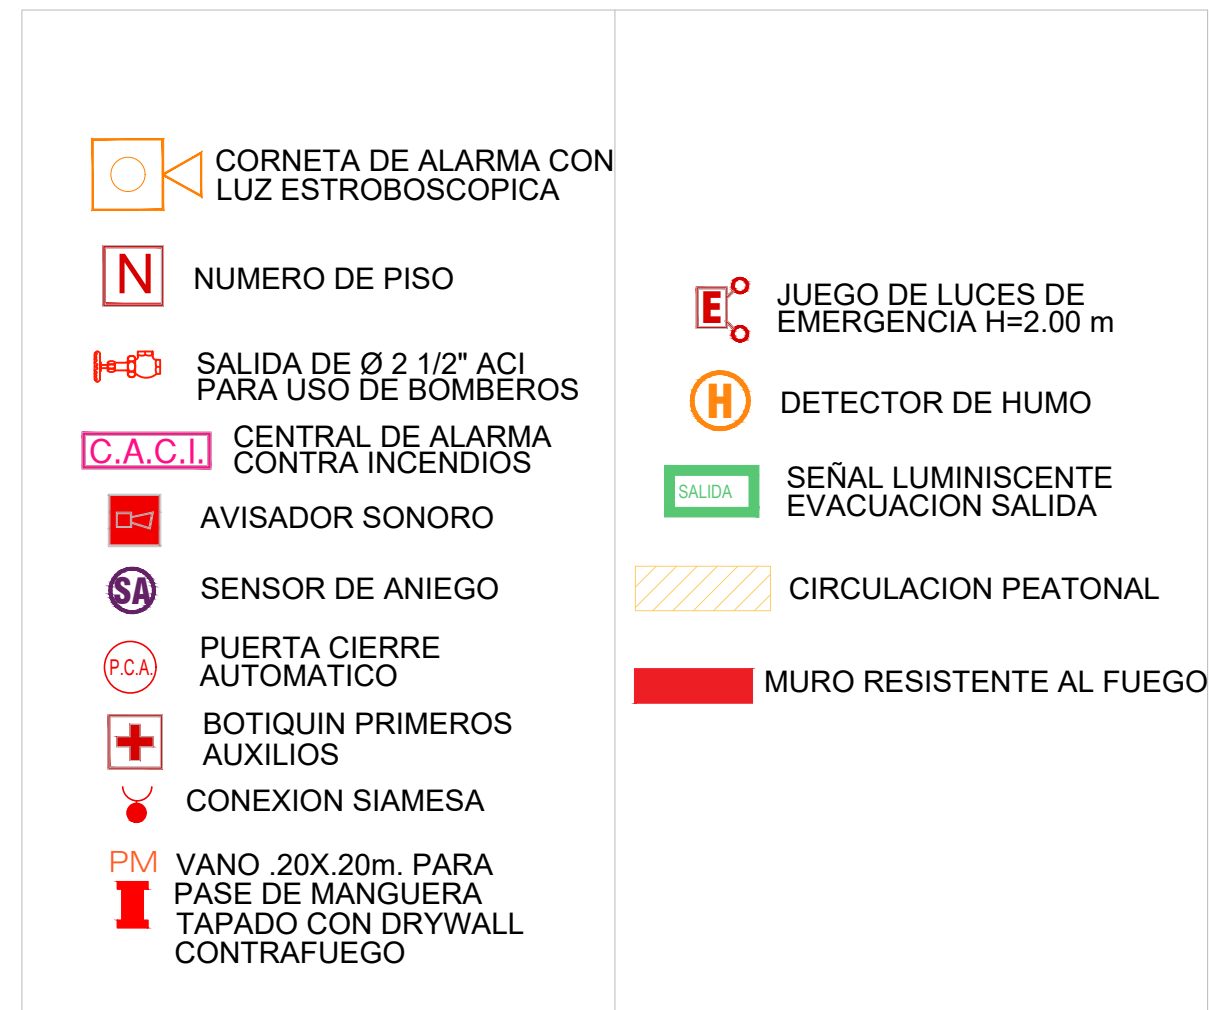 CORNETA DE ALARMA CON
LUZ ESTROBOSCOPICA
N
NUMERO DE PISO
SALIDA DE Ø 2 1/2" ACI
PARA USO DE BOMBEROS
C.A.C.I.
CENTRAL DE ALARMA
CONTRA INCENDIOS
AVISADOR SONORO
SA
SENSOR DE ANIEGO
P.C.A.
PUERTA CIERRE
AUTOMATICO
BOTIQUIN PRIMEROS
AUXILIOS
CONEXION SIAMESA
PM
VANO .20X.20m. PARA
PASE DE MANGUERA
TAPADO CON DRYWALL
CONTRAFUEGO
E
JUEGO DE LUCES DE
EMERGENCIA H=2.00 m
H
DETECTOR DE HUMO
SALIDA
SEÑAL LUMINISCENTE
EVACUACION SALIDA
CIRCULACION PEATONAL
MURO RESISTENTE AL FUEGO